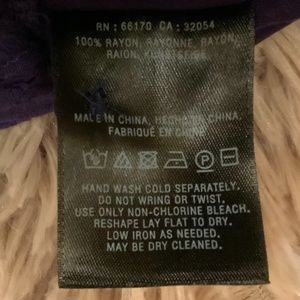 RN : 66170 CA : 32054
100% RAYON, RAYONNE, RAYON,
RAION, KUNSTSEIDE
MADE IN CHINA, HECHO EN CHINA,
FABRIQUÉ EN CHINE
HAND WASH COLD SEPARATELY.
DO NOT WRING OR TWIST.
USE ONLY NON-CHLORINE BLEACH.
RESHAPE LAY FLAT TO DRY.
LOW IRON AS NEEDED.
MAY BE DRY CLEANED.